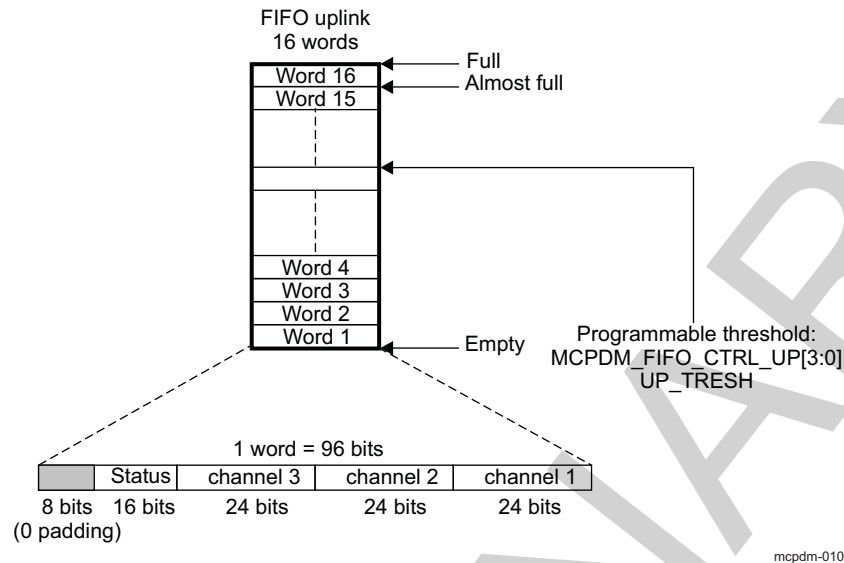 FIFO uplink
16 words
Full
Word 16
Almost full
Word 15
Word 4
Word 3
Word 2
Word 1
Empty
Programmable threshold:
MCPDM_FIFO_CTRL_UP[3:0]
UP_TRESH
1 word = 96 bits
Status channel 3 channel 2 channel 1
8 bits 16 bits 24 bits 24 bits 24 bits
(0 padding)
mcpdm-010